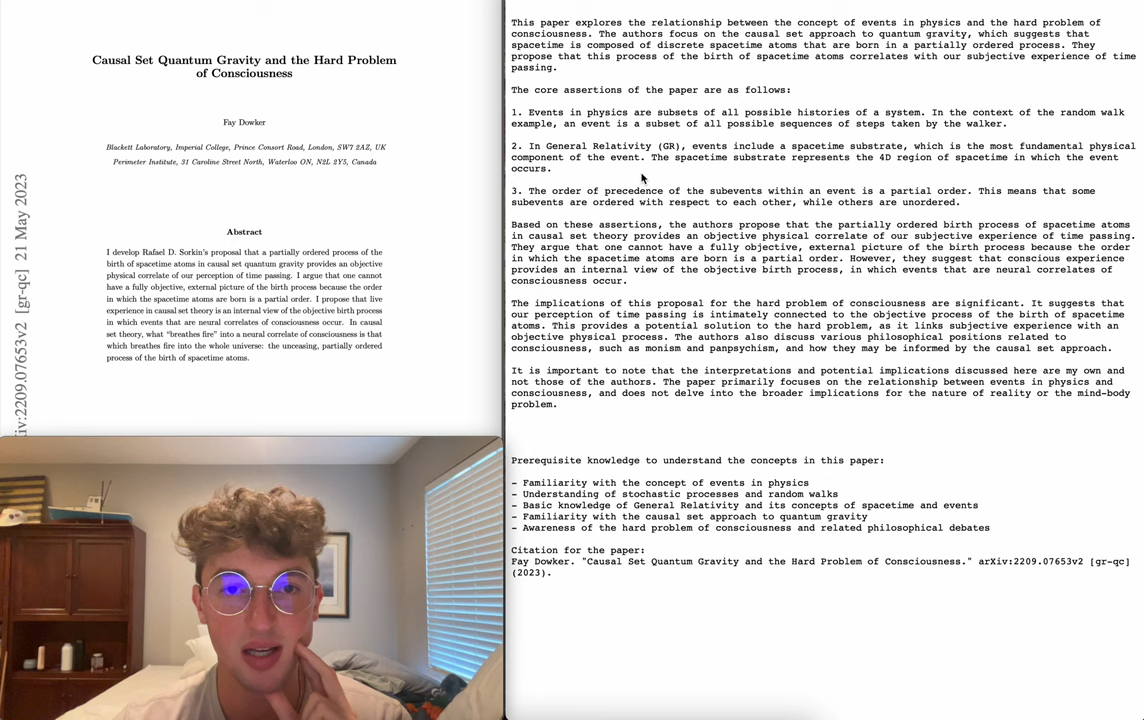 Causal Set Quantum Gravity and the Hard Problem
of Consciousness
Fay Dowker
Blackett Laboratory, Imperial College, Prince Consort Road, London, SW7 2AZ, UK
Perimeter Institute, 31 Caroline Street North, Waterloo ON, N2L 2Y5, Canada
Abstract
I develop Rafael D. Sorkin's proposal that a partially ordered process of the
birth of spacetime atoms in causal set quantum gravity provides an objective
physical correlate of our perception of time passing. I argue that one cannot
have a fully objective, external picture of the birth process because the order
in which the spacetime atoms are born is a partial order. I propose that live
experience in causal set theory is an internal view of the objective birth process
in which events that are neural correlates of consciousness occur. In causal
set theory, what "breathes fire" into a neural correlate of consciousness is that
which breathes fire into the whole universe: the unceasing, partially ordered
process of the birth of spacetime atoms.
iv:2209.07653v2 [gr-qc] 21 May 2023
This paper explores the relationship between the concept of events in physics and the hard problem of
consciousness. The authors focus on the causal set approach to quantum gravity, which suggests that
spacetime is composed of discrete spacetime atoms that are born in a partially ordered process. They
propose that this process of the birth of spacetime atoms correlates with our subjective experience of time
passing.
The core assertions of the paper are as follows:
1. Events in physics are subsets of all possible histories of a system. In the context of the random walk
example, an event is a subset of all possible sequences of steps taken by the walker.
2. In General Relativity (GR), events include a spacetime substrate, which is the most fundamental physical
component of the event. The spacetime substrate represents the 4D region of spacetime in which the event
occurs.
3. The order of precedence of the subevents within an event is a partial order. This means that some
subevents are ordered with respect to each other, while others are unordered.
Based on these assertions, the authors propose that the partially ordered birth process of spacetime atoms
in causal set theory provides an objective physical correlate of our subjective experience of time passing.
They argue that one cannot have a fully objective, external picture of the birth process because the order
in which the spacetime atoms are born is a partial order. However, they suggest that conscious experience
provides an internal view of the objective birth process, in which events that are neural correlates of
consciousness occur.
The implications of this proposal for the hard problem of consciousness are significant. It suggests that
our perception of time passing is intimately connected to the objective process of the birth of spacetime
atoms. This provides a potential solution to the hard problem, as it links subjective experience with an
objective physical process. The authors also discuss various philosophical positions related to
consciousness, such as monism and panpsychism, and how they may be informed by the causal set approach.
It is important to note that the interpretations and potential implications discussed here are my own and
not those of the authors. The paper primarily focuses on the relationship between events in physics and
consciousness, and does not delve into the broader implications for the nature of reality or the mind-body
problem.
Prerequisite knowledge to understand the concepts in this paper:
- Familiarity with the concept of events in physics
- Understanding of stochastic processes and random walks
- Basic knowledge of General Relativity and its concepts of spacetime and events
- Familiarity with the causal set approach to quantum gravity
- Awareness of the hard problem of consciousness and related philosophical debates
Citation for the paper:
Fay Dowker. "Causal Set Quantum Gravity and the Hard Problem of Consciousness." arXiv:2209.07653v2 [gr-qc]
(2023).